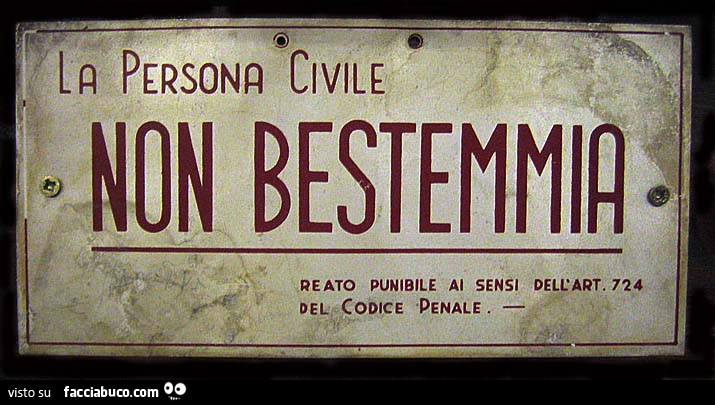 La Persona Civile
NON BESTEMMIA
REATO PUNIBILE AI SENSI DELL'ART. 724
DEL CODICE PENALE. —
visto su facciabuco.com